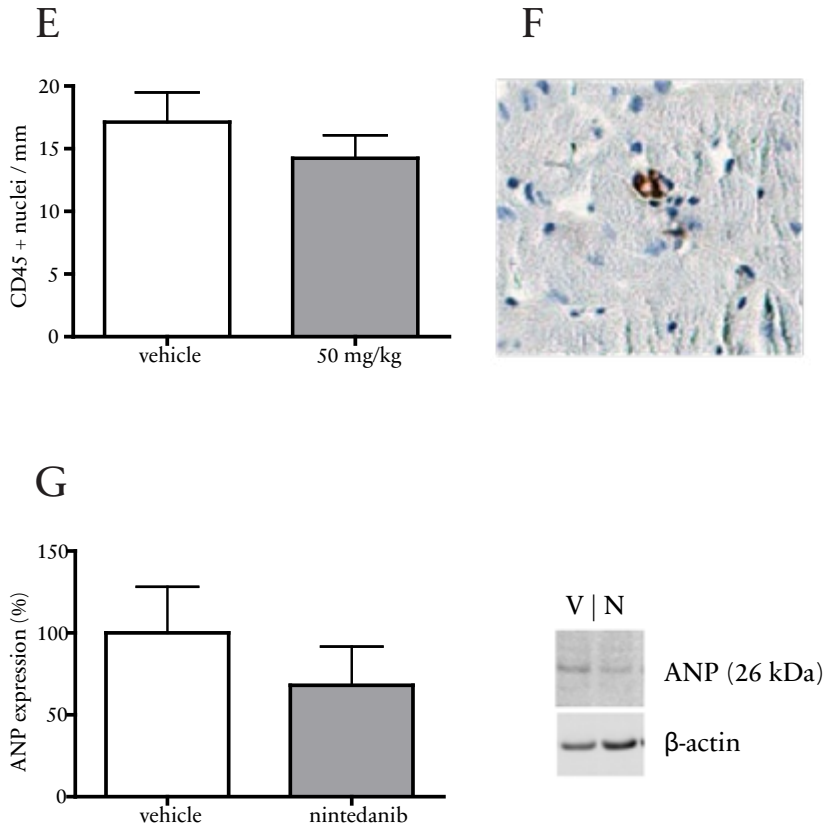 E
F
CD45 + nuclei / mm
20
15
10
5
0
vehicle
50 mg/kg
G
ANP expression (%)
150
100
50
0
vehicle
nintedanib
V | N
ANP (26 kDa)
β-actin